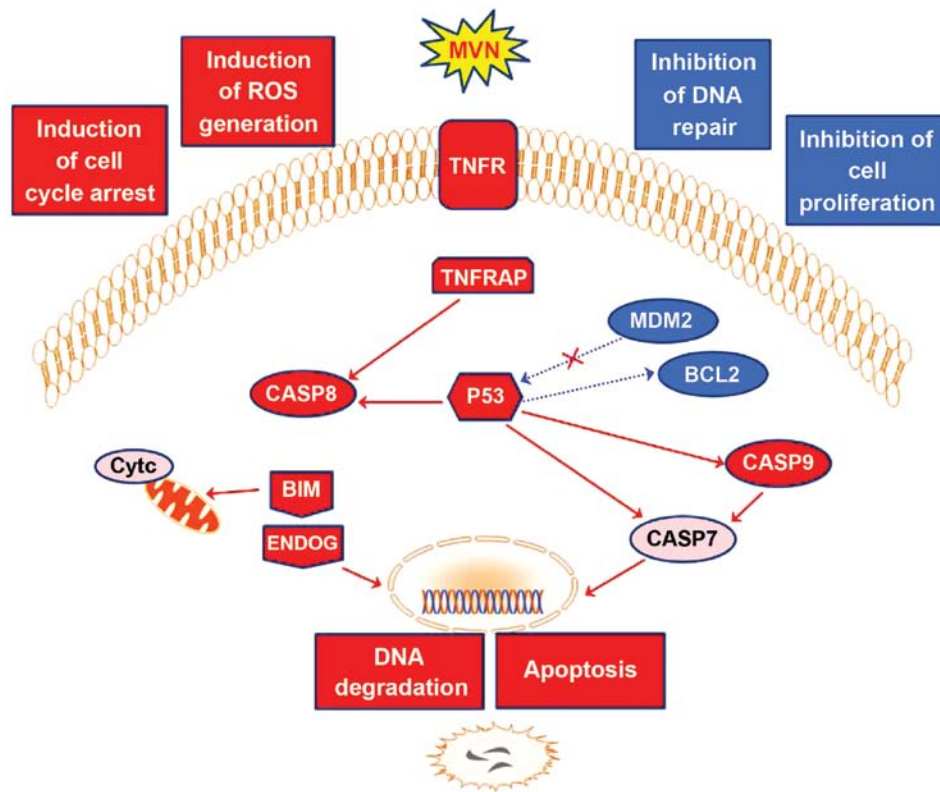 MVN
Induction
of ROS
generation
Inhibition
of DNA
repair
Induction
of cell
cycle arrest
TNFR
Inhibition of
cell
proliferation
TNFRAP
MDM2
BCL2
CASP8
P53
Cytc
CASP9
BIM
CASP7
ENDOG
DNA
degradation
Apoptosis